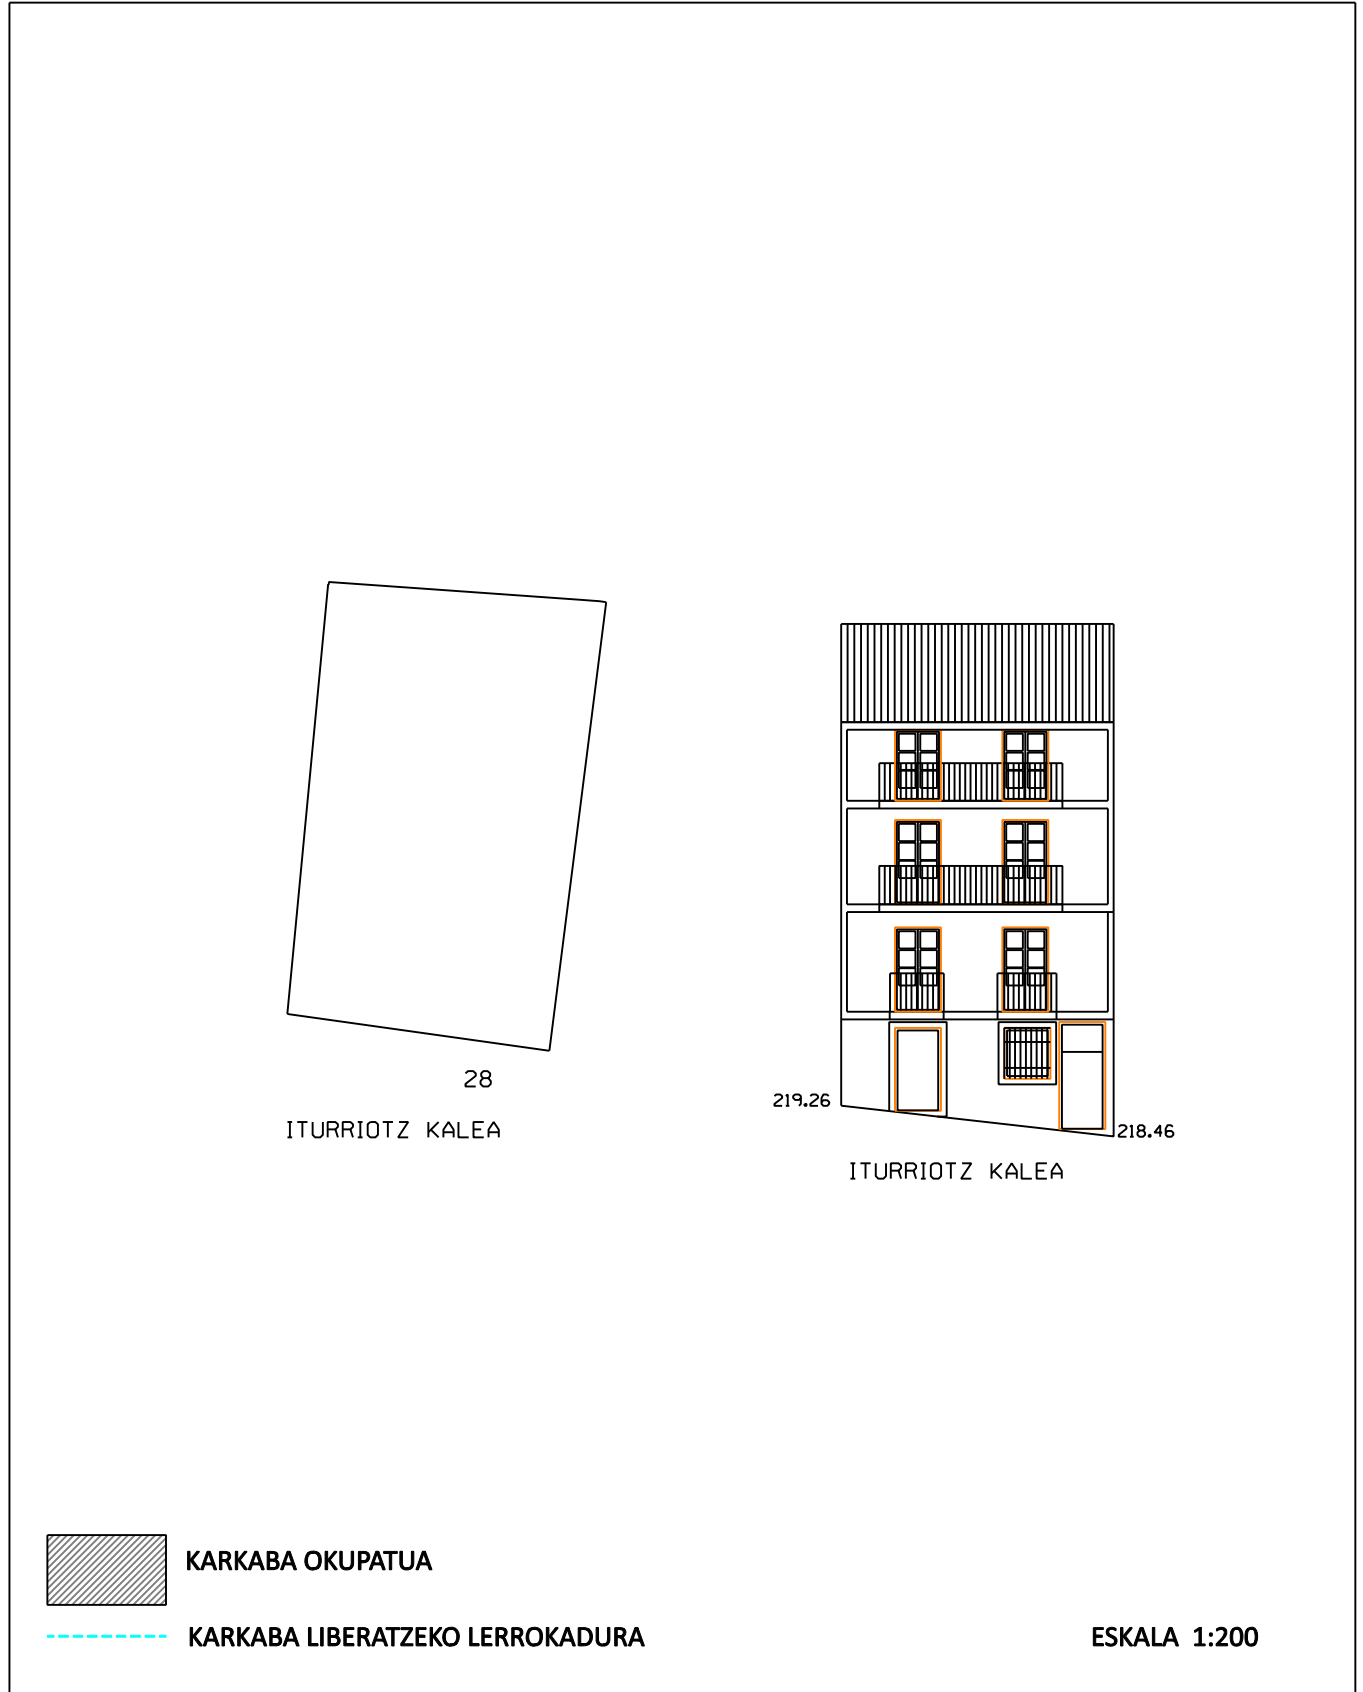 28
ITURRIOTZ KALEA
219.26
218.46
ITURRIOTZ KALEA
KARKABA OKUPATUA
KARKABA LIBERATZEKO LERROKADURA
ESKALA 1:200